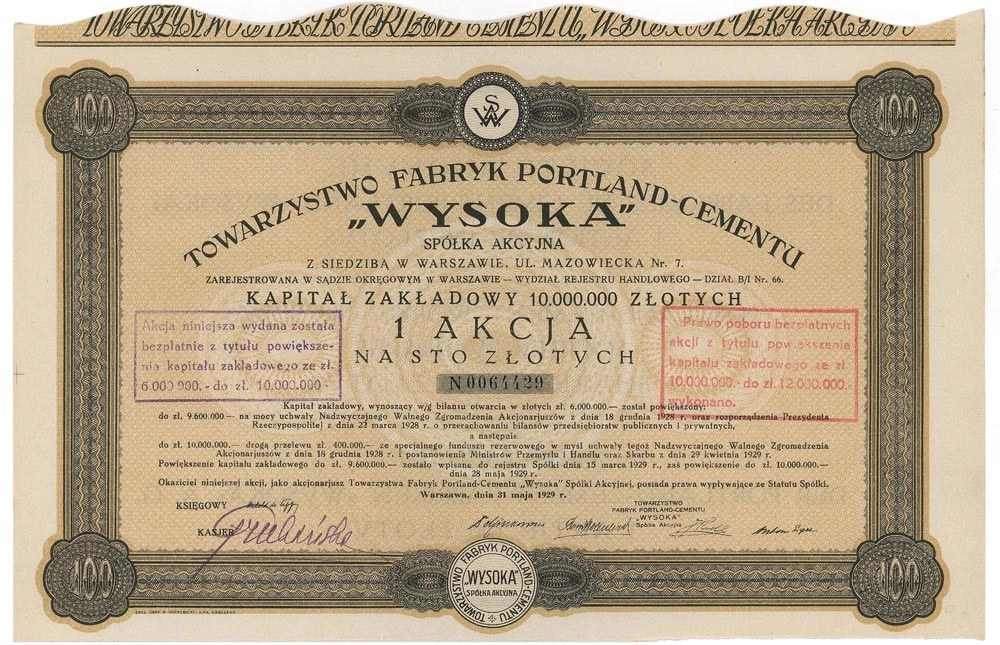 TOWARZYSTWO FABRYK PORTLAND-CEMENTU „WYSOKA" SPÓŁKA AKCYJNA
100
S W
100
TOWARZYSTWO FABRYK PORTLAND-CEMENTU
„WYSOKA"
SPÓŁKA AKCYJNA
Z SIEDZIBĄ W WARSZAWIE, UL. MAZOWIECKA Nr. 7.
ZAREJESTROWANA W SĄDZIE OKRĘGOWYM W WARSZAWIE — WYDZIAŁ REJESTRU HANDLOWEGO — DZIAŁ B/I Nr. 66.
KAPITAŁ ZAKŁADOWY 10.000.000 ZŁOTYCH
1 AKCJA
NA STO ZŁOTYCH
N0064429
Akcja niniejsza wydana została
bezpłatnie z tytułu powiększe-
nia kapitału zakładowego ze zł.
6.000.000.- do zł. 10.000.000.-
Prawo poboru bezpłatnych
akcji z tytułu powiększenia
kapitału zakładowego ze zł.
10.000.000.- do zł. 12.000.000.-
wykonano.
Kapitał zakładowy, wynoszący w/g bilansu otwarcia w złotych zł. 6.000.000.— został powiększony:
do zł. 9.600.000.— na mocy uchwały Nadzwyczajnego Walnego Zgromadzenia Akcjonarjuszów z dnia 18 grudnia 1928 r. oraz rozporządzenia Prezydenta
Rzeczypospolitej z dnia 22 marca 1928 r. o przerachowaniu bilansów przedsiębiorstw publicznych i prywatnych,
a następnie
do zł. 10.000.000.— drogą przelewu zł. 400.000.— ze specjalnego funduszu rezerwowego w myśl uchwały tegoż Nadzwyczajnego Walnego Zgromadzenia
Akcjonarjuszów z dnia 18 grudnia 1928 r. i postanowienia Ministrów Przemysłu i Handlu oraz Skarbu z dnia 29 kwietnia 1929 r.
Powiększenie kapitału zakładowego do zł. 9.600.000.— zostało wpisane do rejestru Spółki dnia 15 marca 1929 r., zaś powiększenie do zł. 10.000.000.—
dnia 28 maja 1929 r.
Okaziciel niniejszej akcji, jako akcjonarjusz Towarzystwa Fabryk Portland-Cementu „Wysoka" Spółki Akcyjnej, posiada prawa wypływające ze Statutu Spółki.
Warszawa, dnia 31 maja 1929 r.
KSIĘGOWY
KASJER
TOWARZYSTWO
FABRYK PORTLAND-CEMENTU
„WYSOKA"
Spółka Akcyjna
100
TOWARZYSTWO FABRYK PORTLAND-CEMENTU
„WYSOKA"
SPÓŁKA AKCYJNA
100